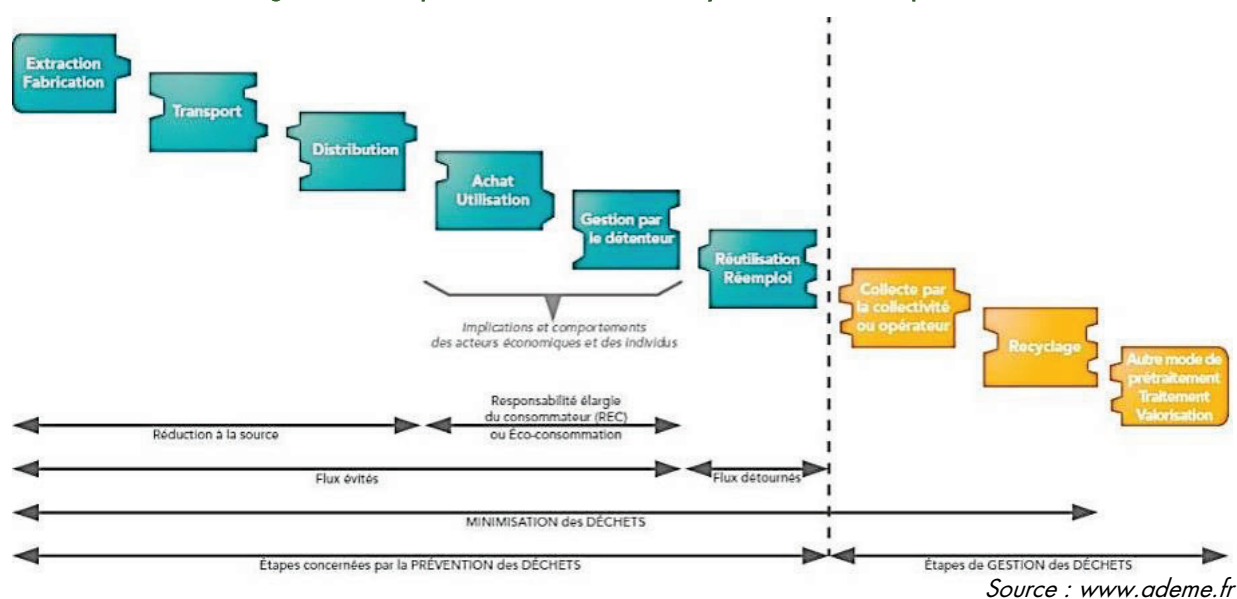 Extraction
Fabrication
Transport
Distribution
Achat
Utilisation
Gestion par
le détenteur
Réutilisation
Réemploi
Collecte par
la collectivité
ou opérateur
Recyclage
Autre mode de
prétraitement
Traitement
Valorisation
Implications et comportements
des acteurs économiques et des individus
Responsabilité élargie
du consommateur (REC)
ou Éco-consommation
Réduction à la source
Flux évités
Flux détournés
MINIMISATION des DÉCHETS
Étapes concernées par la PRÉVENTION des DÉCHETS
Étapes de GESTION des DÉCHETS
Source : www.ademe.fr